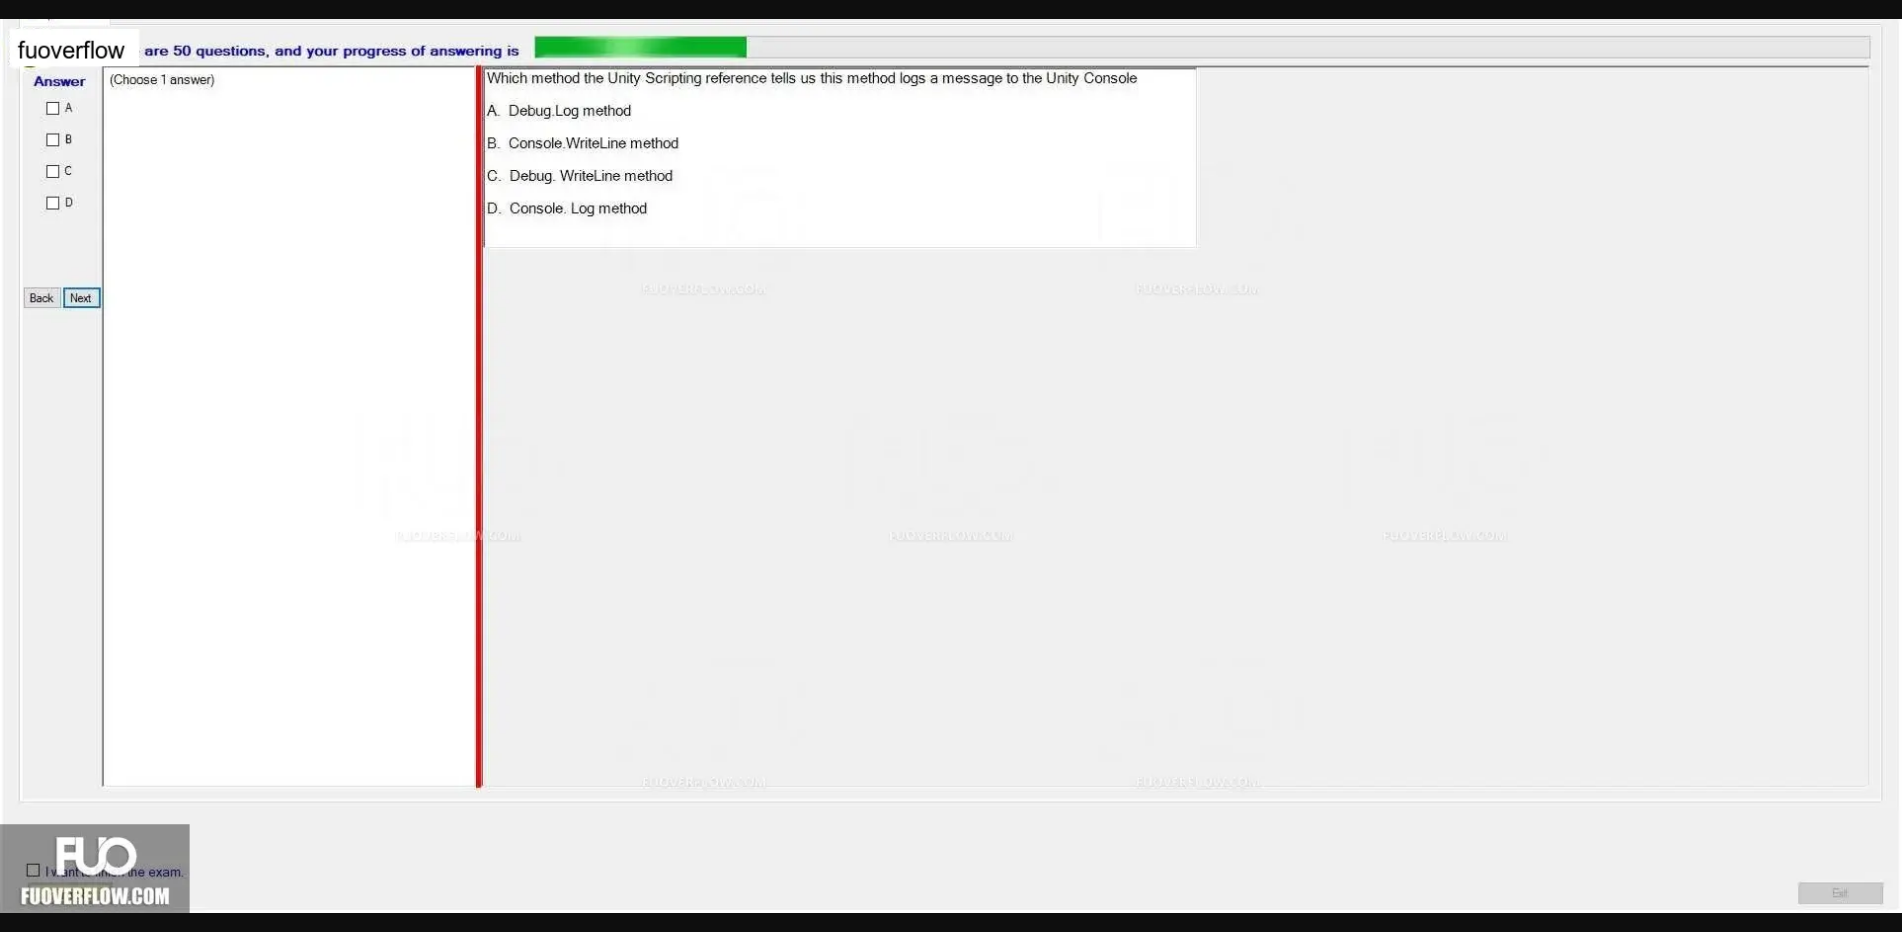 fuoverflow are 50 questions, and your progress of answering is
Answer
(Choose 1 answer)
A
B
C
D
Back Next
Which method the Unity Scripting reference tells us this method logs a message to the Unity Console
A. Debug.Log method
B. Console.WriteLine method
C. Debug. WriteLine method
D. Console. Log method
FUOVERFLOW.COM FUOVERFLOW.COM
FUOVERFLOW.COM FUOVERFLOW.COM FUOVERFLOW.COM
FUOVERFLOW.COM FUOVERFLOW.COM
FUO
I want to finish the exam.
FUOVERFLOW.COM
Exit